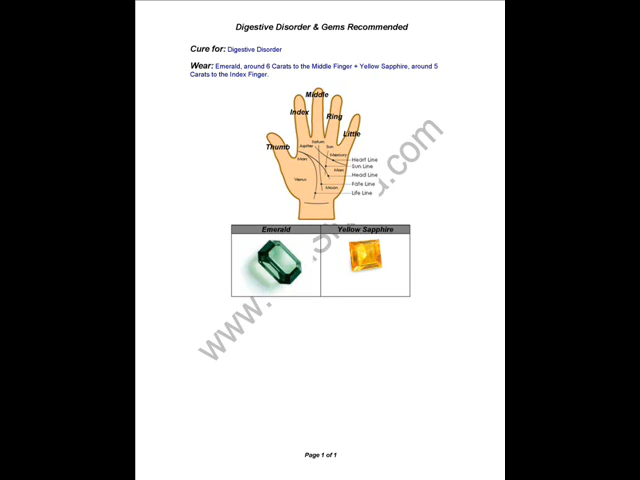 Digestive Disorder & Gems Recommended
Cure for: Digestive Disorder
Wear: Emerald, around 6 Carats to the Middle Finger + Yellow Sapphire, around 5
Carats to the Index Finger.
Middle
Index
Ring
Little
Thumb
Saturn
Jupiter
Sun
Mercury
Mars
Heart Line
Sun Line
Mars
Head Line
Venus
Fate Line
Moon
Life Line
Emerald
Yellow Sapphire
Page 1 of 1